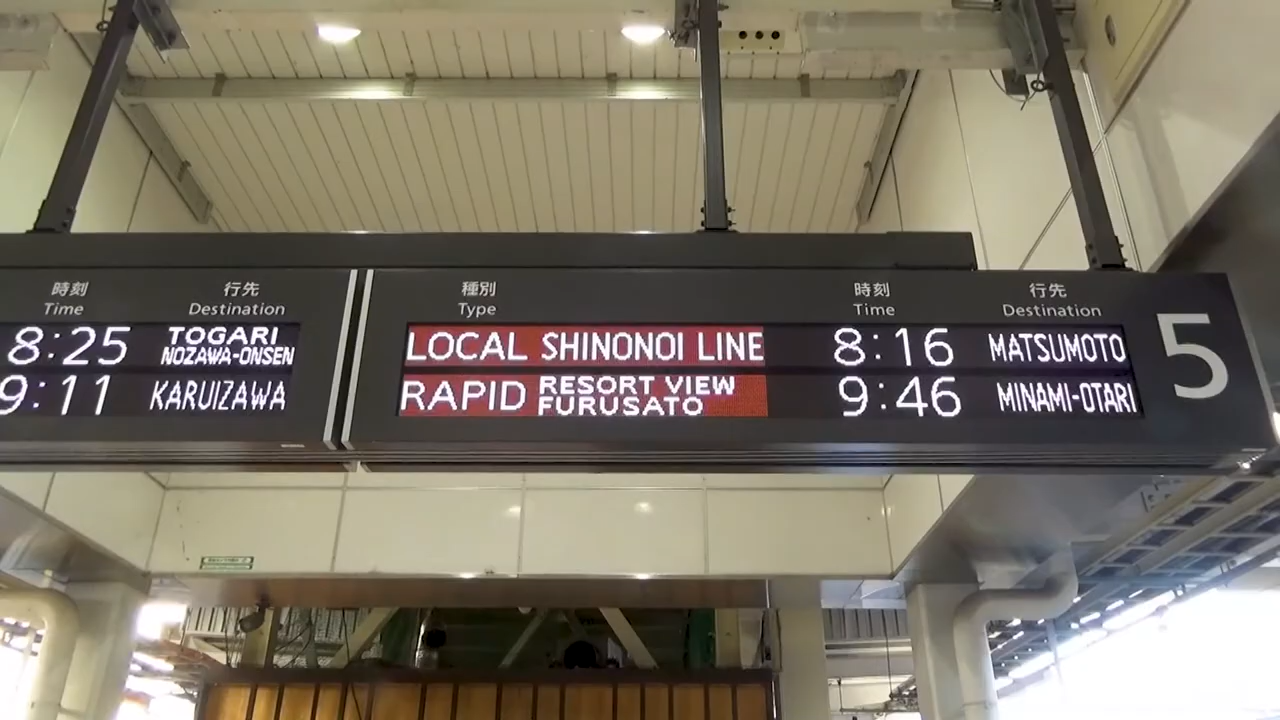 時刻 行先
Time Destination
8:25 TOGARI NOZAWA-ONSEN
9:11 KARUIZAWA
種別 時刻 行先
Type Time Destination
LOCAL SHINONOI LINE 8:16 MATSUMOTO
RAPID RESORT VIEW FURUSATO 9:46 MINAMI-OTARI
5